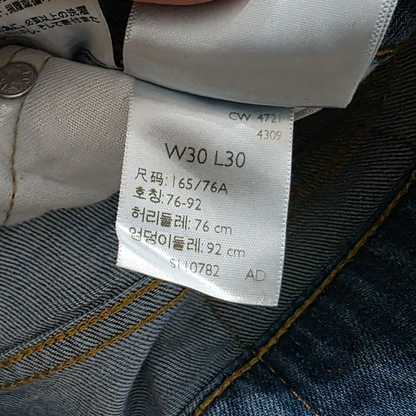 CW 4721
4309
W30 L30
尺码: 165/76A
호칭: 76-92
허리둘레: 76 cm
엉덩이둘레: 92 cm
S110782 AD